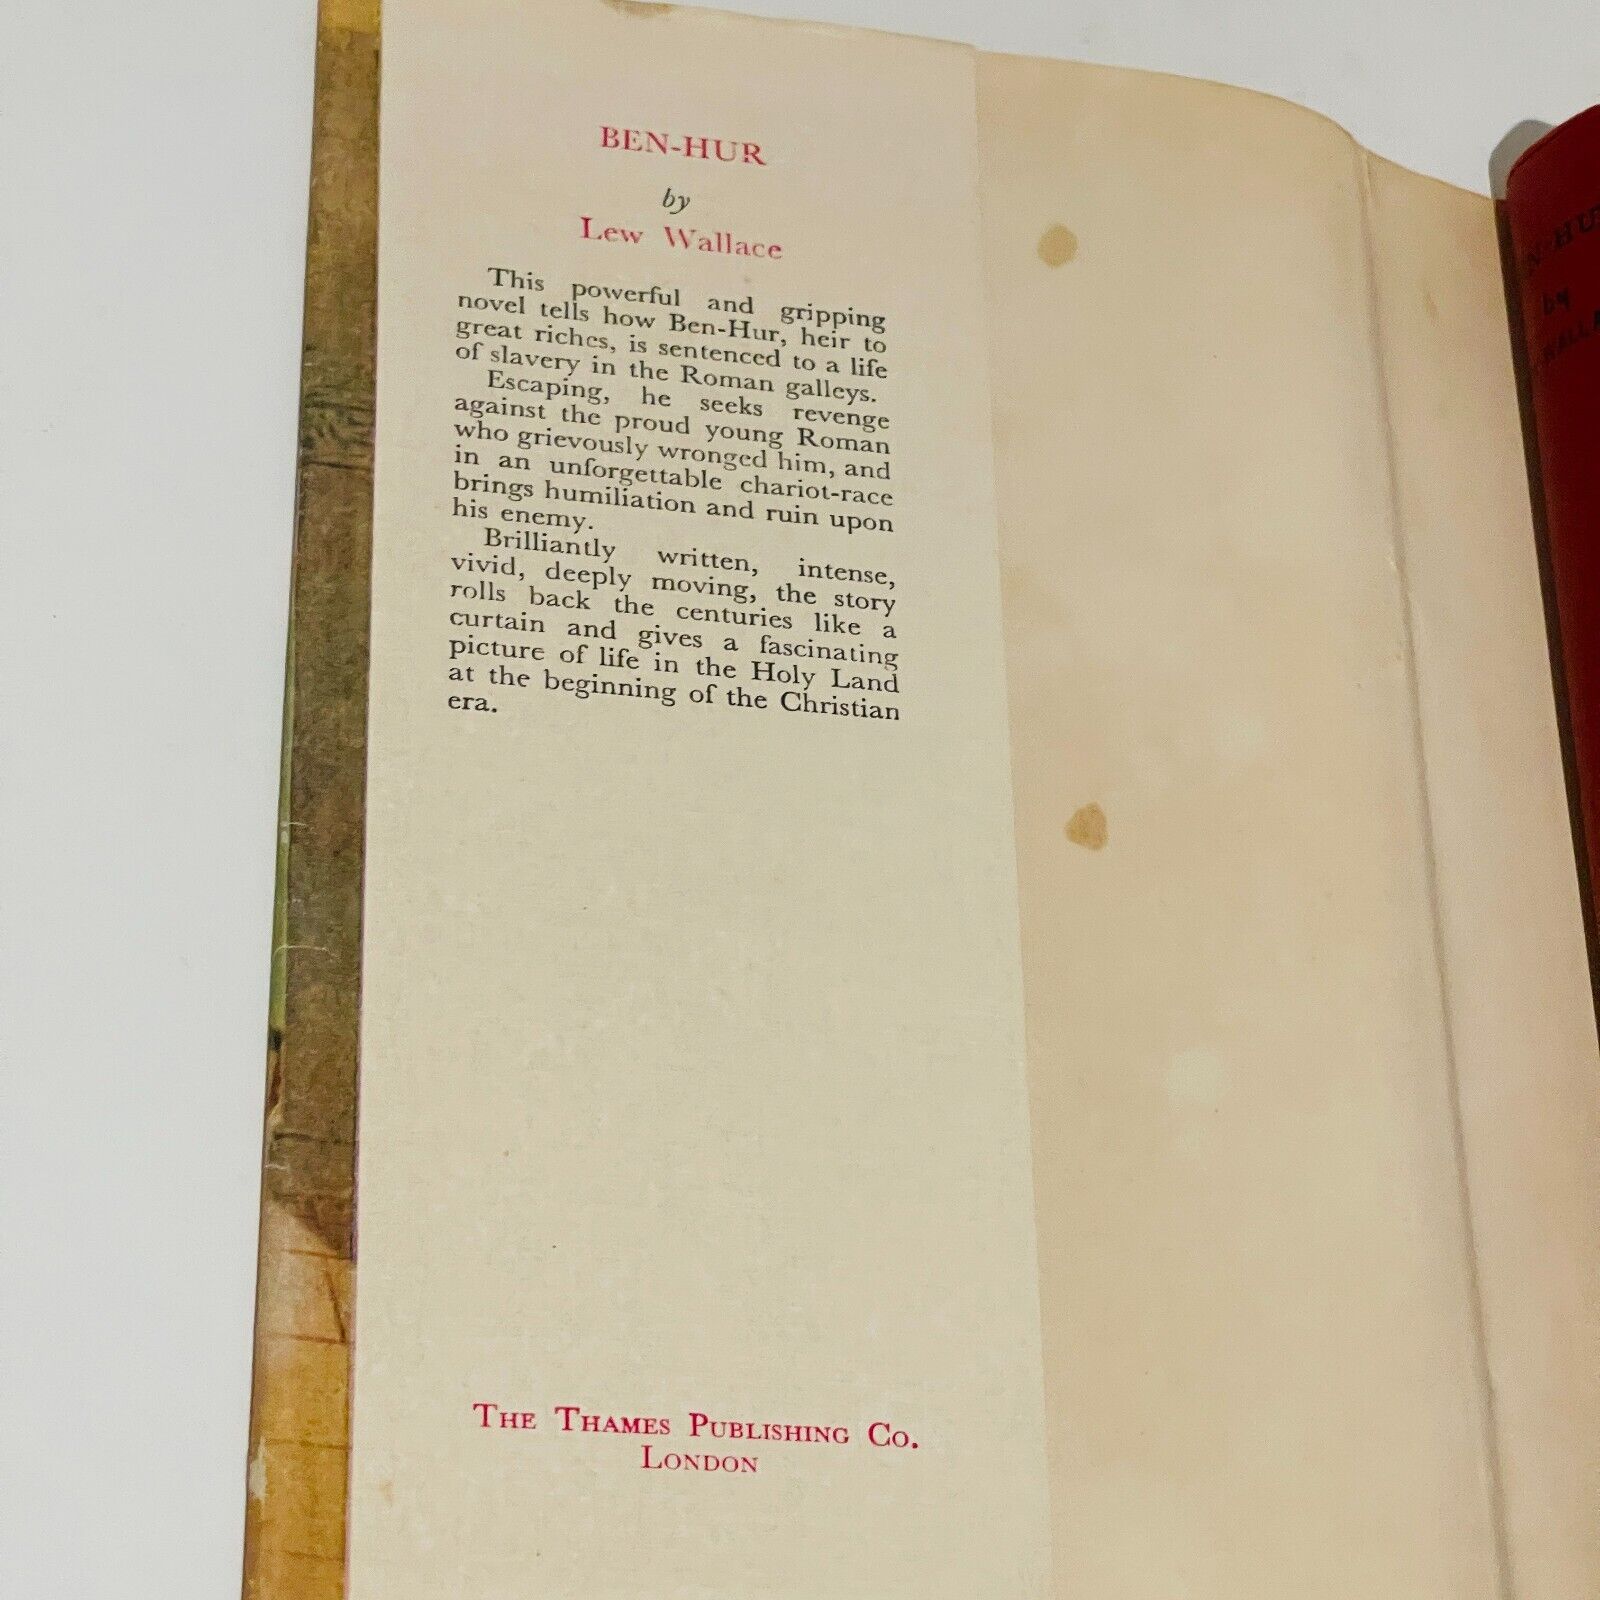 BEN-HUR
by
Lew Wallace
This powerful and gripping
novel tells how Ben-Hur, heir to
great riches, is sentenced to a life
of slavery in the Roman galleys.
Escaping, he seeks revenge
against the proud young Roman
who grievously wronged him, and
in an unforgettable chariot-race
brings humiliation and ruin upon
his enemy.
Brilliantly written, intense,
vivid, deeply moving, the story
rolls back the centuries like a
curtain and gives a fascinating
picture of life in the Holy Land
at the beginning of the Christian
era.
THE THAMES PUBLISHING CO.
LONDON
by